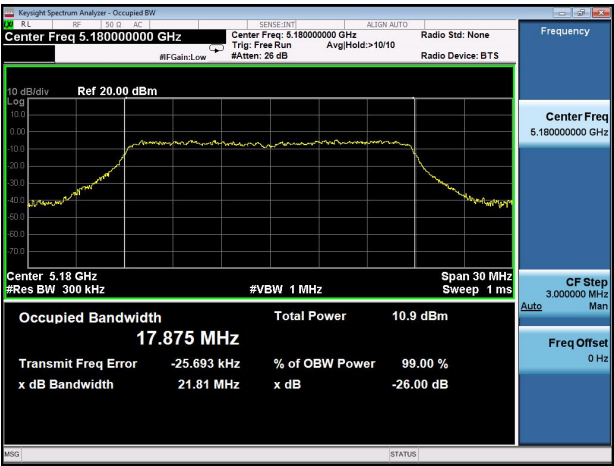 Keysight Spectrum Analyzer - Occupied BW
RL RF 50 Ω AC SENSE:INT ALIGN AUTO
Center Freq 5.180000000 GHz
Center Freq: 5.180000000 GHz
Radio Std: None
Trig: Free Run Avg|Hold:>10/10
#IFGain:Low #Atten: 26 dB Radio Device: BTS
10 dB/div Ref 20.00 dBm
Log
10.0
0.00
-10.0
-20.0
-30.0
-40.0
-50.0
-60.0
-70.0
Center 5.18 GHz Span 30 MHz
#Res BW 300 kHz #VBW 1 MHz Sweep 1 ms
Occupied Bandwidth Total Power 10.9 dBm
17.875 MHz
Transmit Freq Error -25.693 kHz % of OBW Power 99.00 %
x dB Bandwidth 21.81 MHz x dB -26.00 dB
MSG STATUS
Frequency
Center Freq
5.180000000 GHz
CF Step
3.000000 MHz
Auto Man
Freq Offset
0 Hz